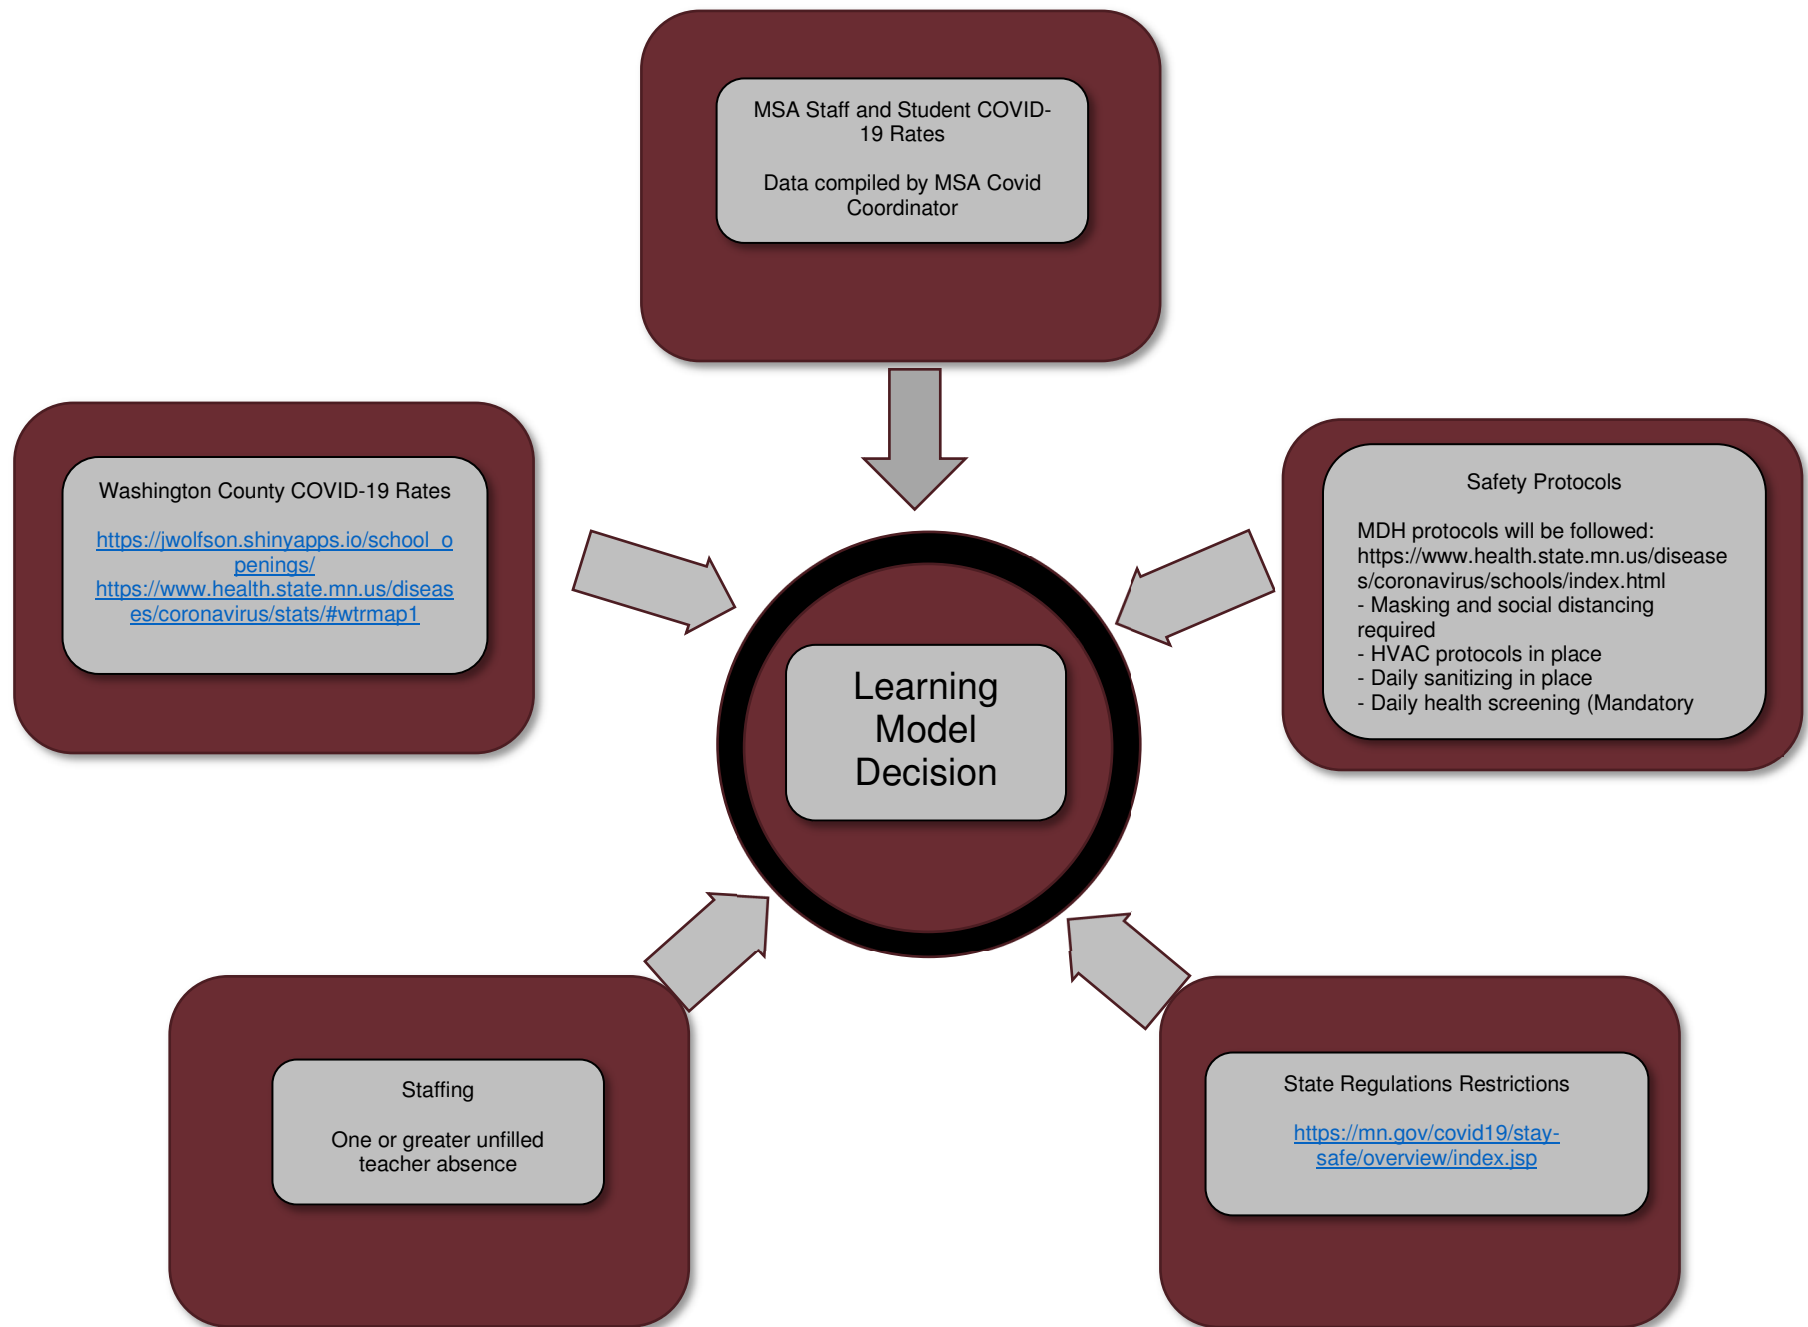 MSA Staff and Student COVID-
19 Rates
Data compiled by MSA Covid
Coordinator
Washington County COVID-19 Rates
https://jwolfson.shinyapps.io/school_o
penings/
https://www.health.state.mn.us/diseas
es/coronavirus/stats/#wtrmap1
Safety Protocols
MDH protocols will be followed:
https://www.health.state.mn.us/disease
s/coronavirus/schools/index.html
- Masking and social distancing
required
- HVAC protocols in place
- Daily sanitizing in place
- Daily health screening (Mandatory
Learning
Model
Decision
Staffing
One or greater unfilled
teacher absence
State Regulations Restrictions
https://mn.gov/covid19/stay-
safe/overview/index.jsp